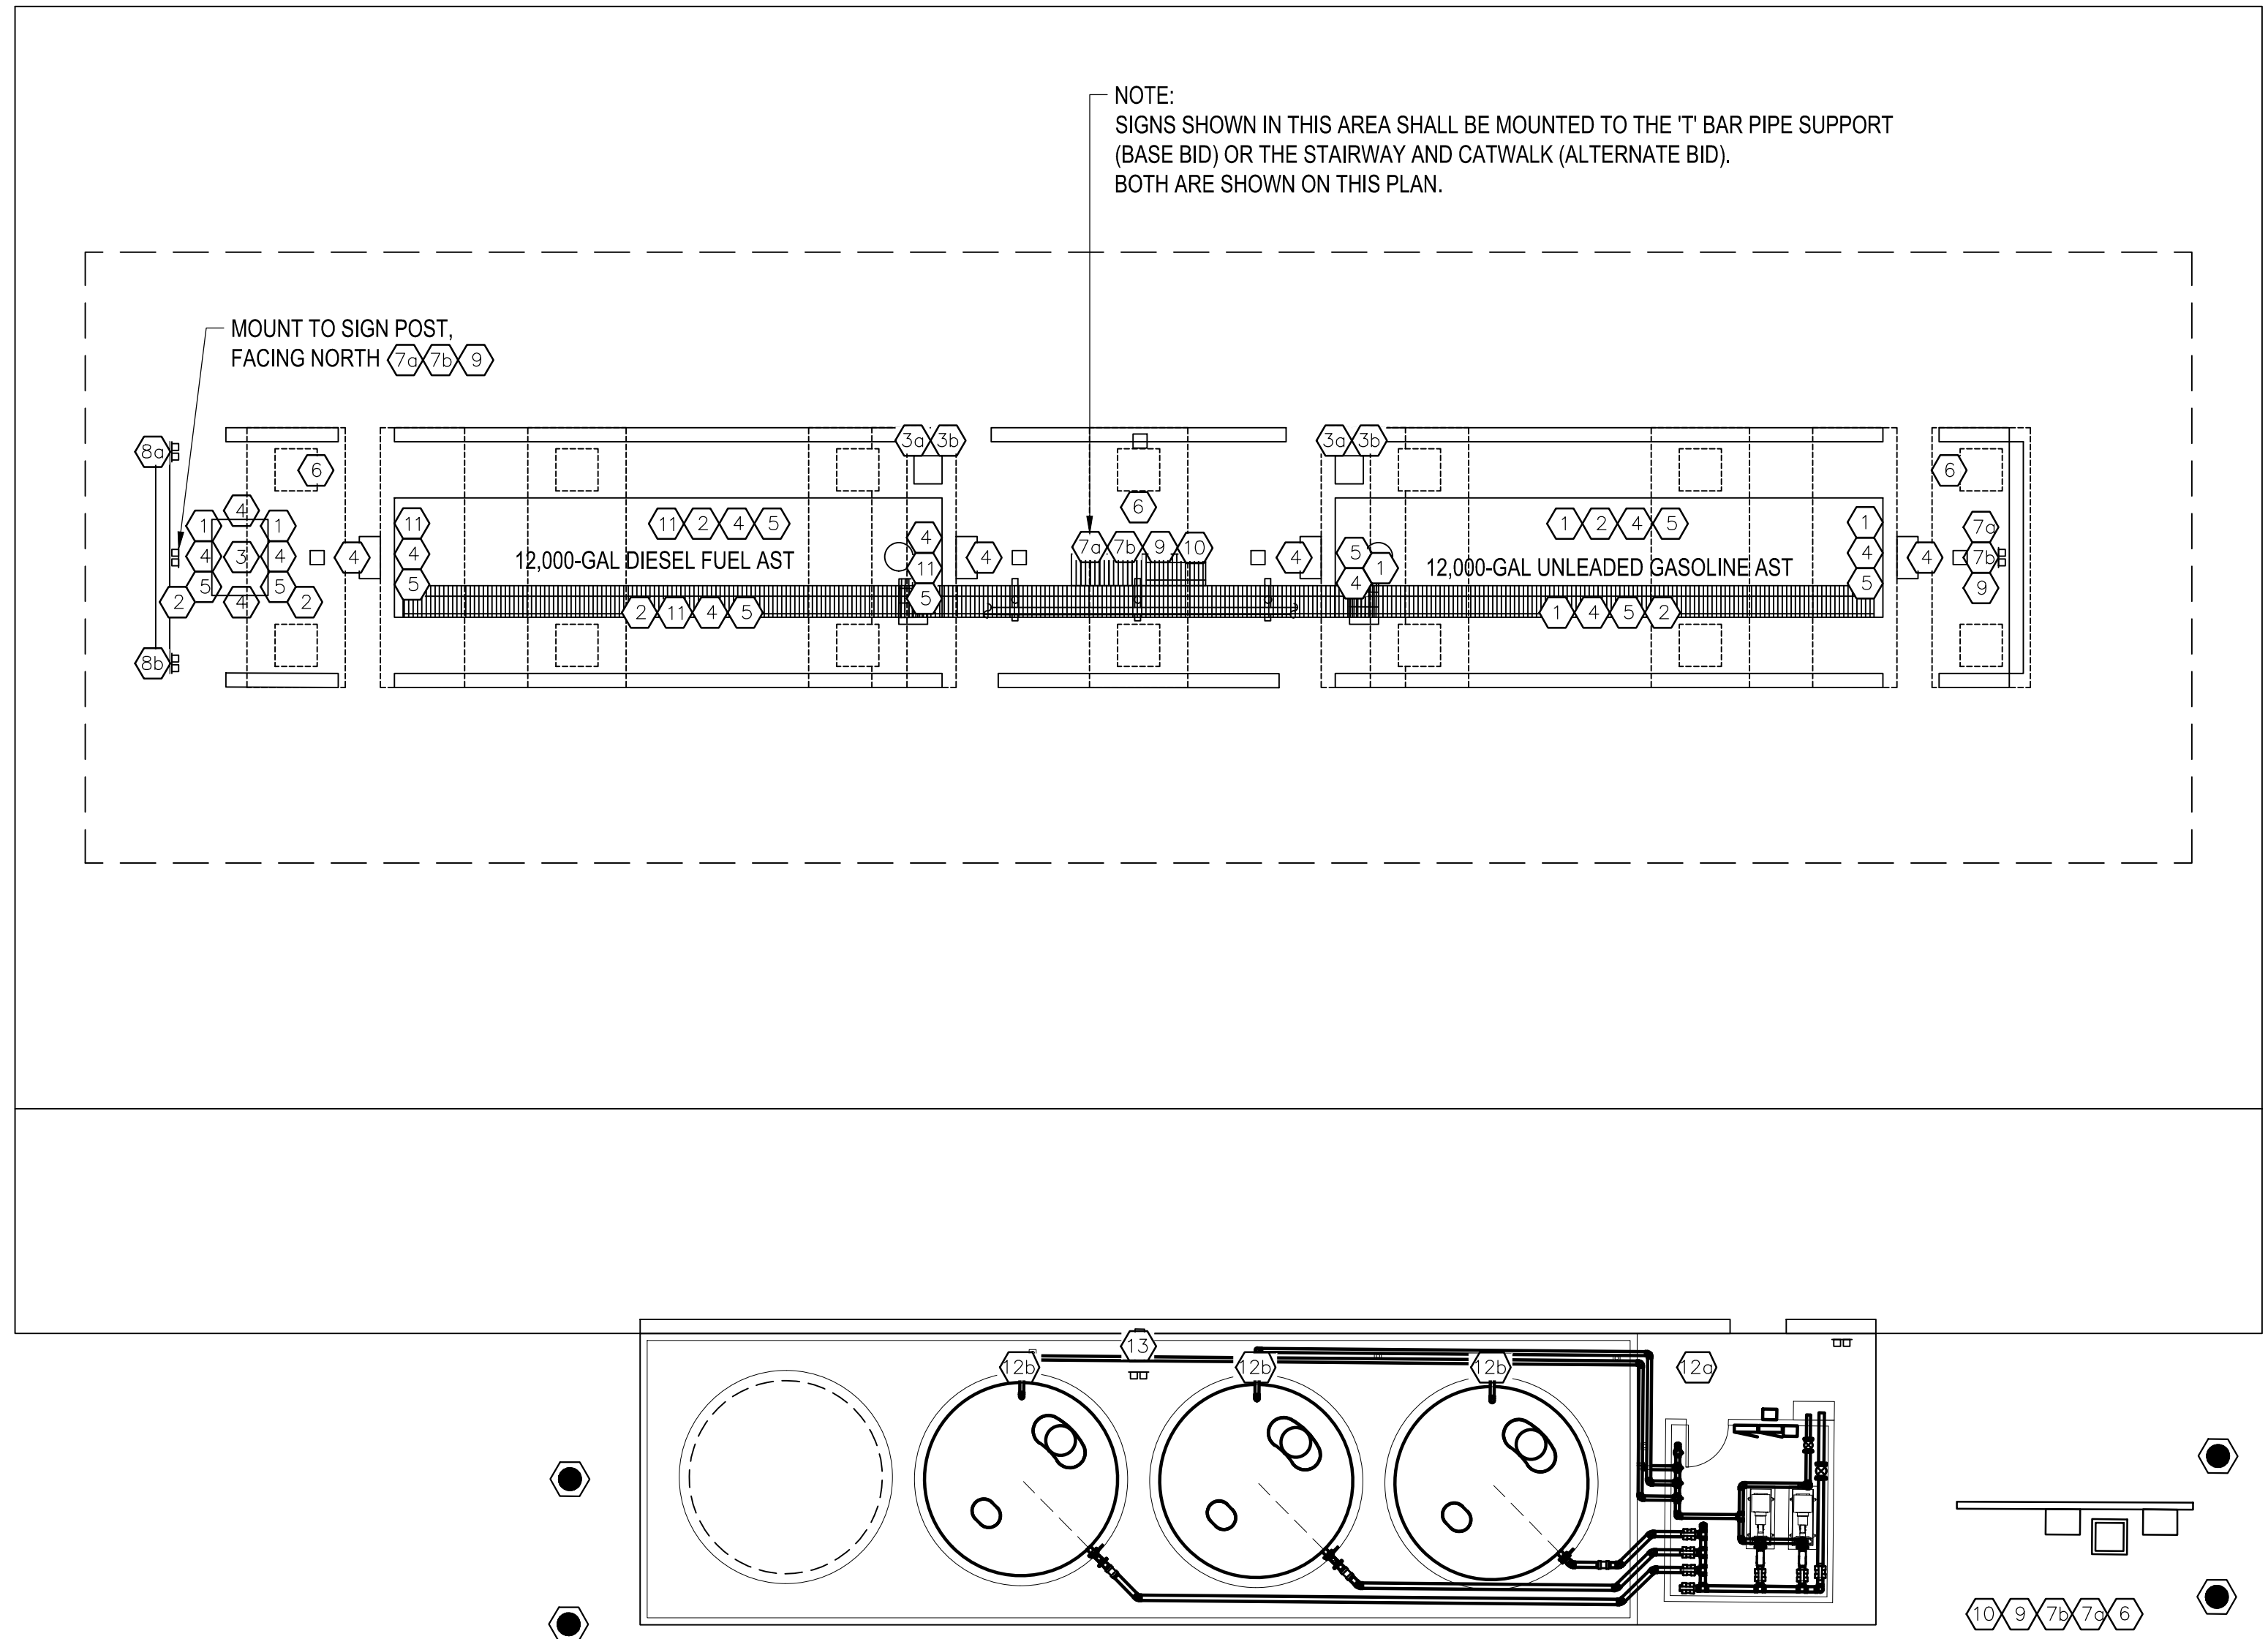 NOTE:
SIGNS SHOWN IN THIS AREA SHALL BE MOUNTED TO THE 'T' BAR PIPE SUPPORT
(BASE BID) OR THE STAIRWAY AND CATWALK (ALTERNATE BID).
BOTH ARE SHOWN ON THIS PLAN.
MOUNT TO SIGN POST,
FACING NORTH 7a 7b 9
8a
6
4
1 1
4 3 4
5 5
2 4 2
8b
4
11
4
5
11 2 4 5
12,000-GAL DIESEL FUEL AST
2 11 4 5
3a 3b
4
11
5
4
6
7a 7b 9 10
4
3a 3b
5
1
4
1 2 4 5
12,000-GAL UNLEADED GASOLINE AST
1 4 5 2
1
4
5
4
6
7a
7b
9
13
12b 12b 12b 12a
10 9 7b 7a 6